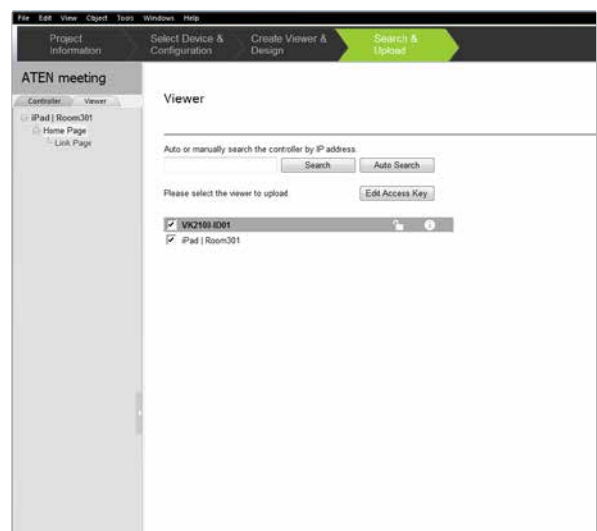 File Edit View Object Tools Windows Help
Project Information
Select Device & Configuration
Create Viewer & Design
Search & Upload
ATEN meeting
Controller Viewer
iPad | Room301
Home Page
Link Page
Viewer
Auto or manually search the controller by IP address.
Search Auto Search
Please select the viewer to upload
Edit Access Key
VK2100-ID01
iPad | Room301